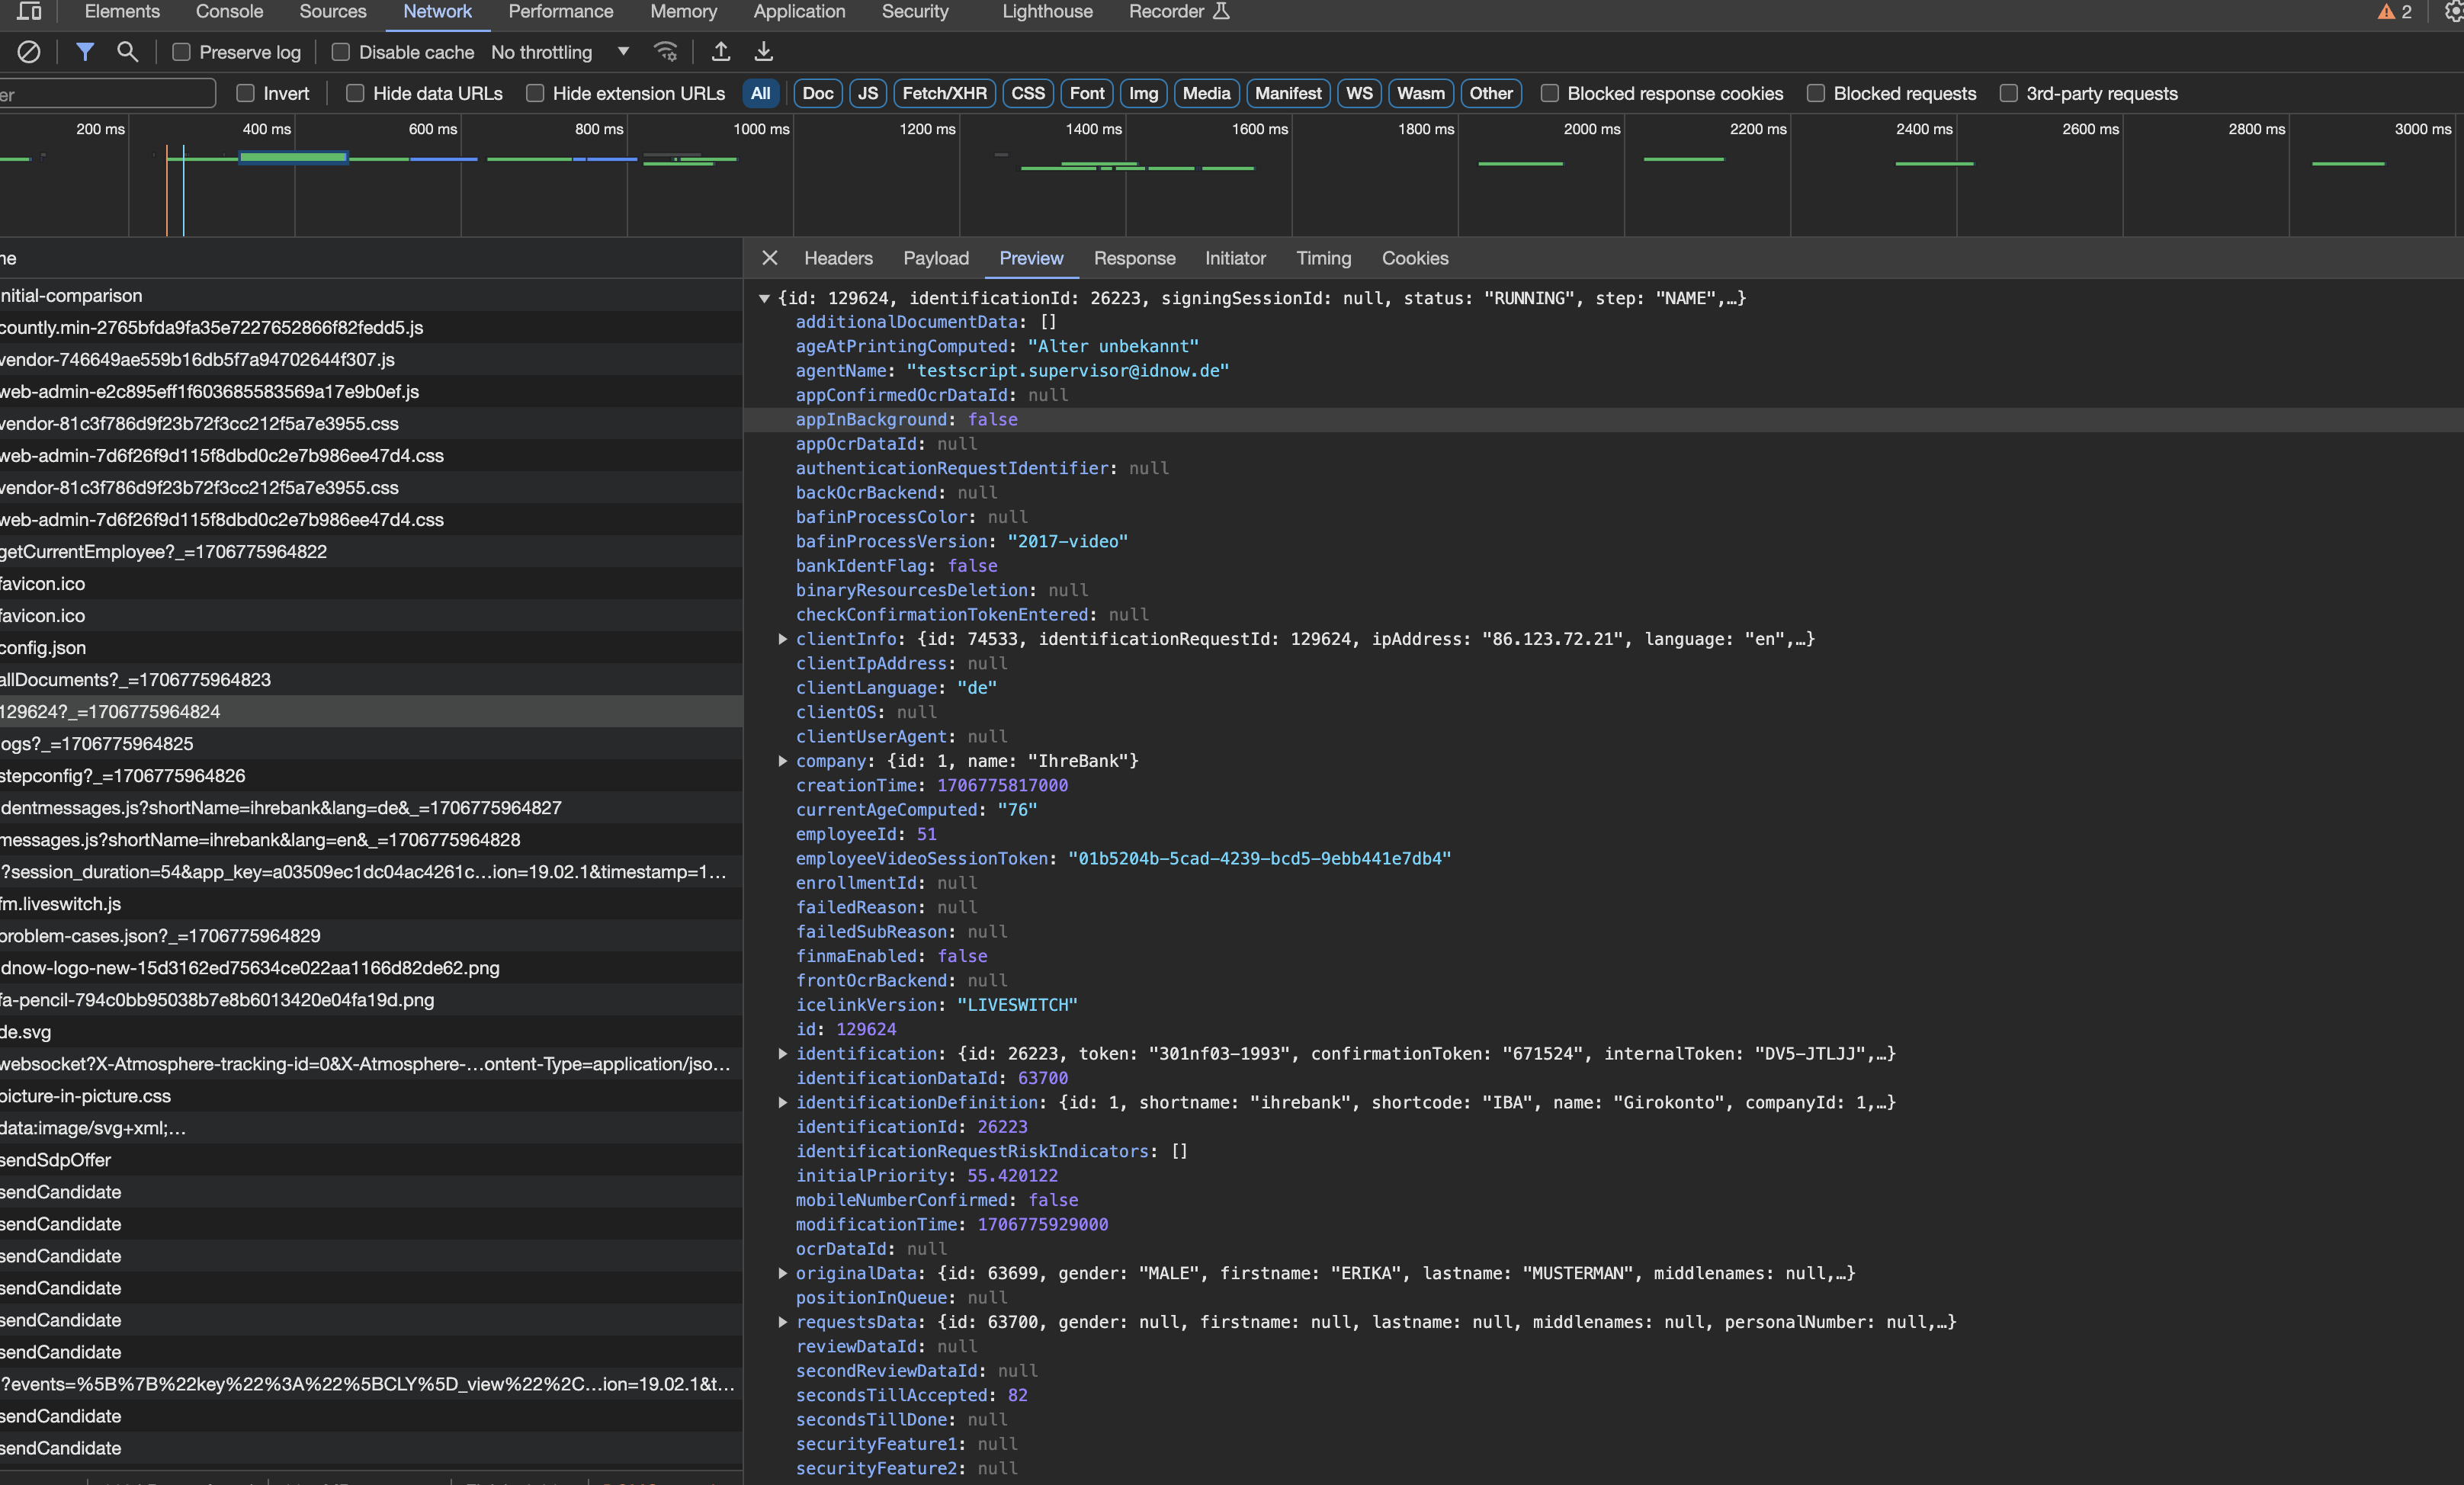 Elements Console Sources Network Performance Memory Application Security Lighthouse Recorder 2
Preserve log Disable cache No throttling
er Invert Hide data URLs Hide extension URLs All Doc JS Fetch/XHR CSS Font Img Media Manifest WS Wasm Other Blocked response cookies Blocked requests 3rd-party requests
200 ms 400 ms 600 ms 800 ms 1000 ms 1200 ms 1400 ms 1600 ms 1800 ms 2000 ms 2200 ms 2400 ms 2600 ms 2800 ms 3000 ms
me
nitial-comparison
countly.min-2765bfda9fa35e7227652866f82fedd5.js
vendor-746649ae559b16db5f7a94702644f307.js
web-admin-e2c895eff1f603685583569a17e9b0ef.js
vendor-81c3f786d9f23b72f3cc212f5a7e3955.css
web-admin-7d6f26f9d115f8dbd0c2e7b986ee47d4.css
vendor-81c3f786d9f23b72f3cc212f5a7e3955.css
web-admin-7d6f26f9d115f8dbd0c2e7b986ee47d4.css
getCurrentEmployee?_=1706775964822
favicon.ico
favicon.ico
config.json
allDocuments?_=1706775964823
129624?_=1706775964824
ogs?_=1706775964825
stepconfig?_=1706775964826
dentmessages.js?shortName=ihrebank&lang=de&_=1706775964827
messages.js?shortName=ihrebank&lang=en&_=1706775964828
?session_duration=54&app_key=a03509ec1dc04ac4261c…ion=19.02.1&timestamp=1…
fm.liveswitch.js
problem-cases.json?_=1706775964829
dnow-logo-new-15d3162ed75634ce022aa1166d82de62.png
fa-pencil-794c0bb95038b7e8b6013420e04fa19d.png
de.svg
websocket?X-Atmosphere-tracking-id=0&X-Atmosphere-…ontent-Type=application/jso…
picture-in-picture.css
data:image/svg+xml;…
sendSdpOffer
sendCandidate
sendCandidate
sendCandidate
sendCandidate
sendCandidate
sendCandidate
?events=%5B%7B%22key%22%3A%22%5BCLY%5D_view%22%2C…ion=19.02.1&t…
sendCandidate
sendCandidate
Headers Payload Preview Response Initiator Timing Cookies
{id: 129624, identificationId: 26223, signingSessionId: null, status: "RUNNING", step: "NAME",…}
additionalDocumentData: []
ageAtPrintingComputed: "Alter unbekannt"
agentName: "testscript.supervisor@idnow.de"
appConfirmedOcrDataId: null
appInBackground: false
appOcrDataId: null
authenticationRequestIdentifier: null
backOcrBackend: null
bafinProcessColor: null
bafinProcessVersion: "2017-video"
bankIdentFlag: false
binaryResourcesDeletion: null
checkConfirmationTokenEntered: null
clientInfo: {id: 74533, identificationRequestId: 129624, ipAddress: "86.123.72.21", language: "en",…}
clientIpAddress: null
clientLanguage: "de"
clientOS: null
clientUserAgent: null
company: {id: 1, name: "IhreBank"}
creationTime: 1706775817000
currentAgeComputed: "76"
employeeId: 51
employeeVideoSessionToken: "01b5204b-5cad-4239-bcd5-9ebb441e7db4"
enrollmentId: null
failedReason: null
failedSubReason: null
finmaEnabled: false
frontOcrBackend: null
icelinkVersion: "LIVESWITCH"
id: 129624
identification: {id: 26223, token: "301nf03-1993", confirmationToken: "671524", internalToken: "DV5-JTLJJ",…}
identificationDataId: 63700
identificationDefinition: {id: 1, shortname: "ihrebank", shortcode: "IBA", name: "Girokonto", companyId: 1,…}
identificationId: 26223
identificationRequestRiskIndicators: []
initialPriority: 55.420122
mobileNumberConfirmed: false
modificationTime: 1706775929000
ocrDataId: null
originalData: {id: 63699, gender: "MALE", firstname: "ERIKA", lastname: "MUSTERMAN", middlenames: null,…}
positionInQueue: null
requestsData: {id: 63700, gender: null, firstname: null, lastname: null, middlenames: null, personalNumber: null,…}
reviewDataId: null
secondReviewDataId: null
secondsTillAccepted: 82
secondsTillDone: null
securityFeature1: null
securityFeature2: null